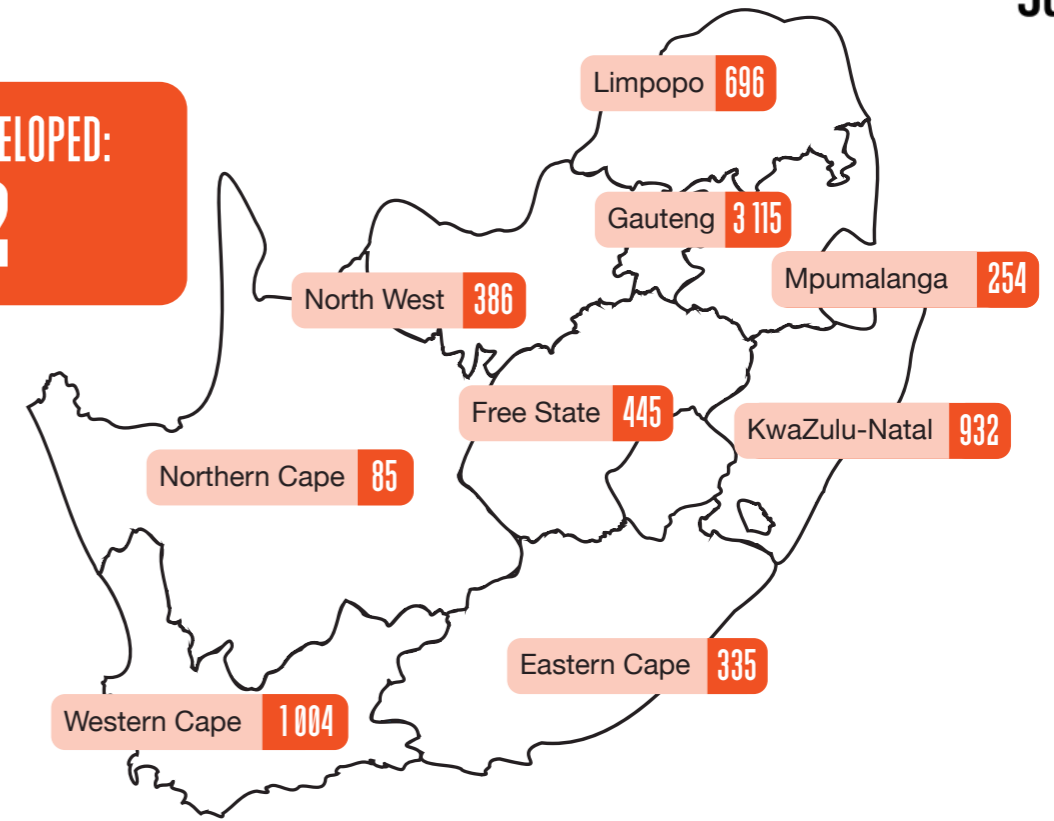 Limpopo 696
ELOPED:
2
Gauteng 3 115
Mpumalanga 254
North West 386
Free State 445
KwaZulu-Natal 932
Northern Cape 85
Eastern Cape 335
Western Cape 1 004